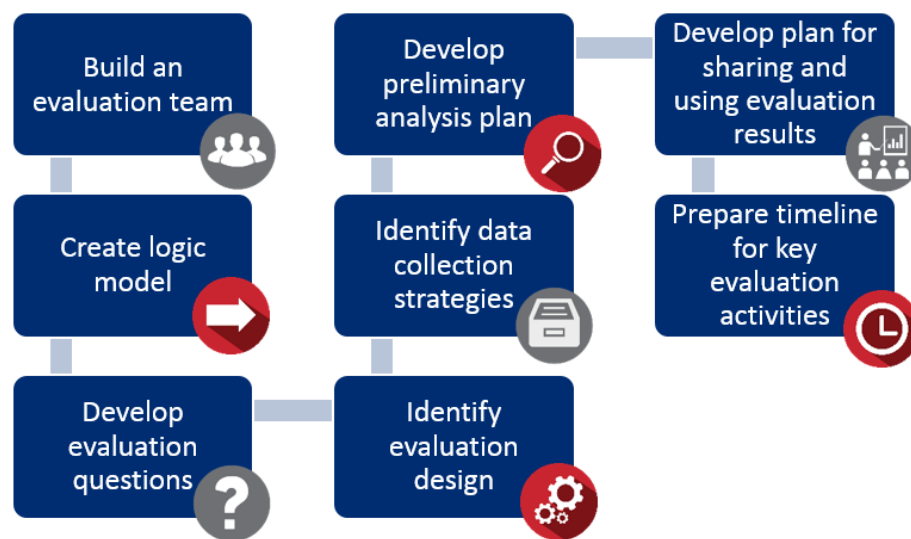 Build an
evaluation team
Create logic
model
Develop
evaluation
questions
Identify
evaluation
design
Identify data
collection
strategies
Develop
preliminary
analysis plan
Develop plan for
sharing and
using evaluation
results
Prepare timeline
for key
evaluation
activities